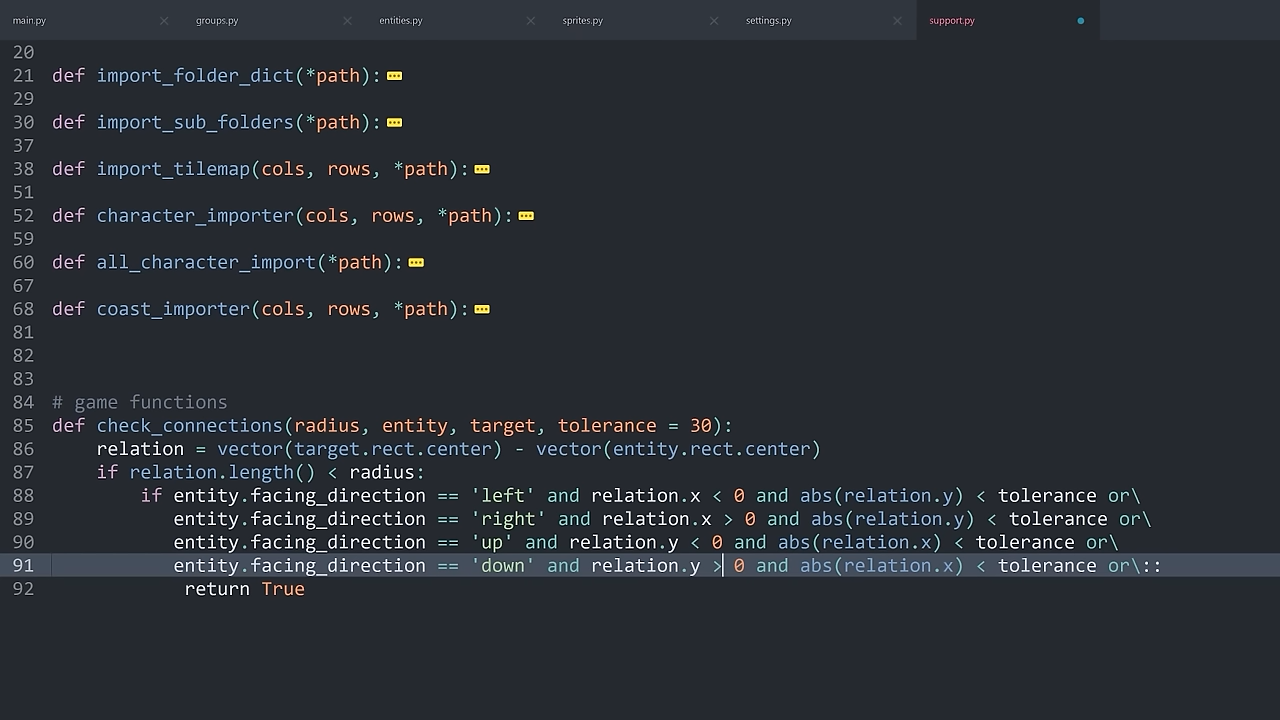 main.py groups.py entities.py sprites.py settings.py support.py
20
21 def import_folder_dict(*path):
29
30 def import_sub_folders(*path):
37
38 def import_tilemap(cols, rows, *path):
51
52 def character_importer(cols, rows, *path):
59
60 def all_character_import(*path):
67
68 def coast_importer(cols, rows, *path):
81
82
83
84 # game functions
85 def check_connections(radius, entity, target, tolerance = 30):
86     relation = vector(target.rect.center) - vector(entity.rect.center)
87     if relation.length() < radius:
88         if entity.facing_direction == 'left' and relation.x < 0 and abs(relation.y) < tolerance or\
89            entity.facing_direction == 'right' and relation.x > 0 and abs(relation.y) < tolerance or\
90            entity.facing_direction == 'up' and relation.y < 0 and abs(relation.x) < tolerance or\
91            entity.facing_direction == 'down' and relation.y > 0 and abs(relation.x) < tolerance or\::
92             return True